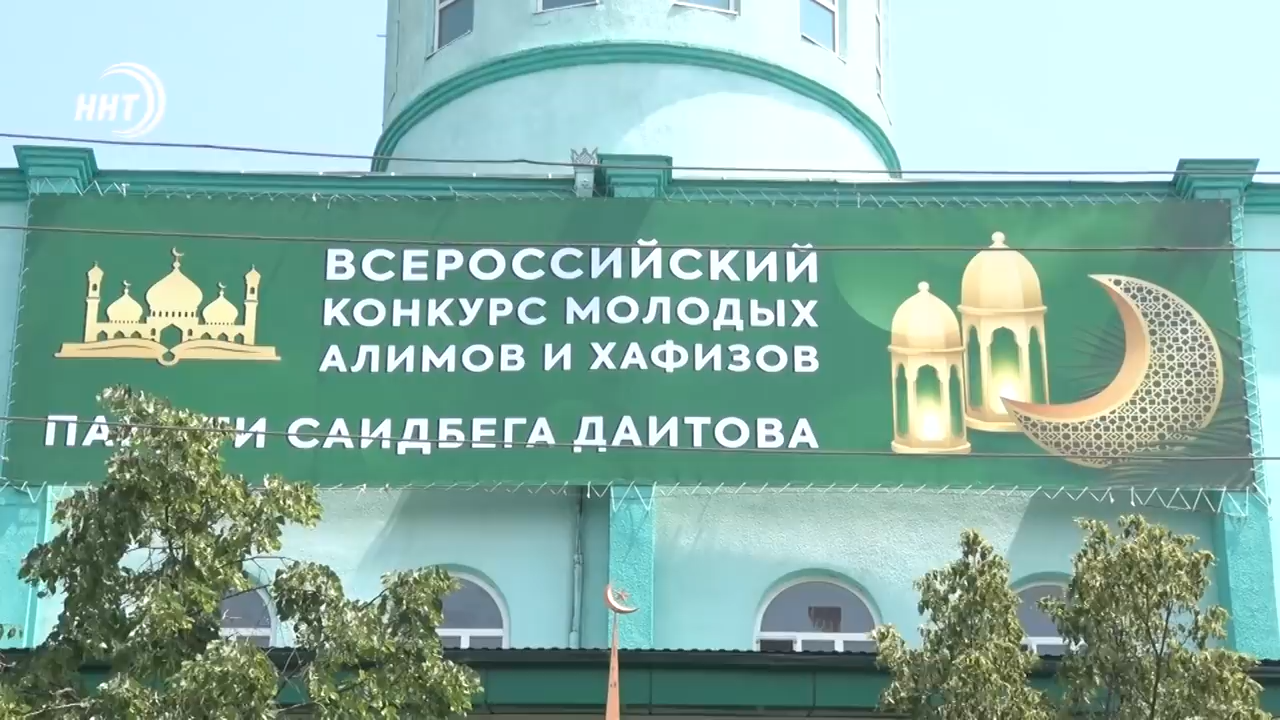 ННТ
ВСЕРОССИЙСКИЙ
КОНКУРС МОЛОДЫХ
АЛИМОВ И ХАФИЗОВ
САИДБЕГА ДАИТОВА